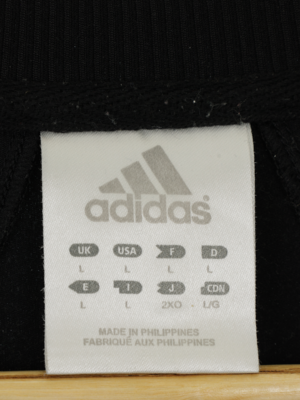 adidas
UK USA F D
L L L L
E I J CDN
L L 2XO L/G
MADE IN PHILIPPINES
FABRIQUÉ AUX PHILIPPINES